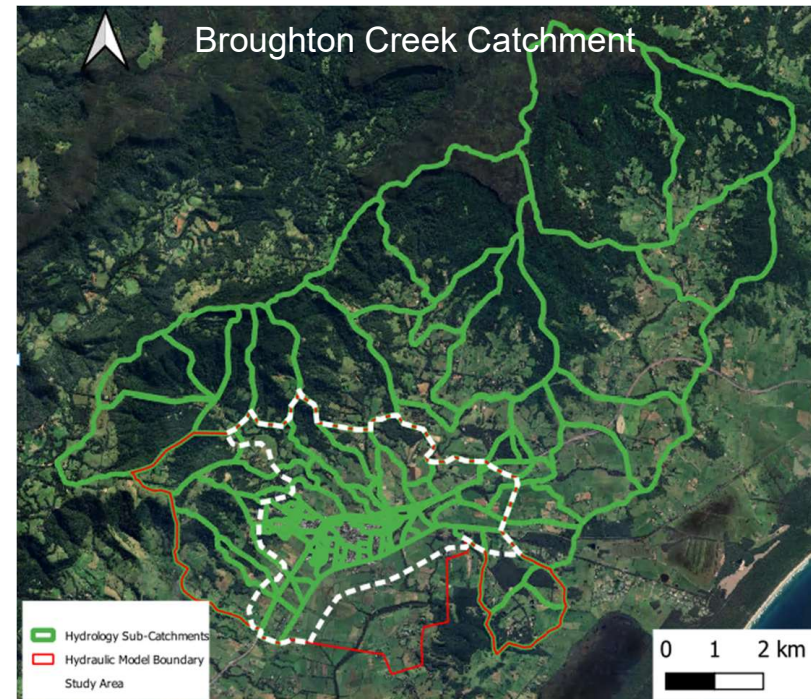 Broughton Creek Catchment
Hydrology Sub-Catchments
Hydraulic Model Boundary
Study Area
0 1 2 km